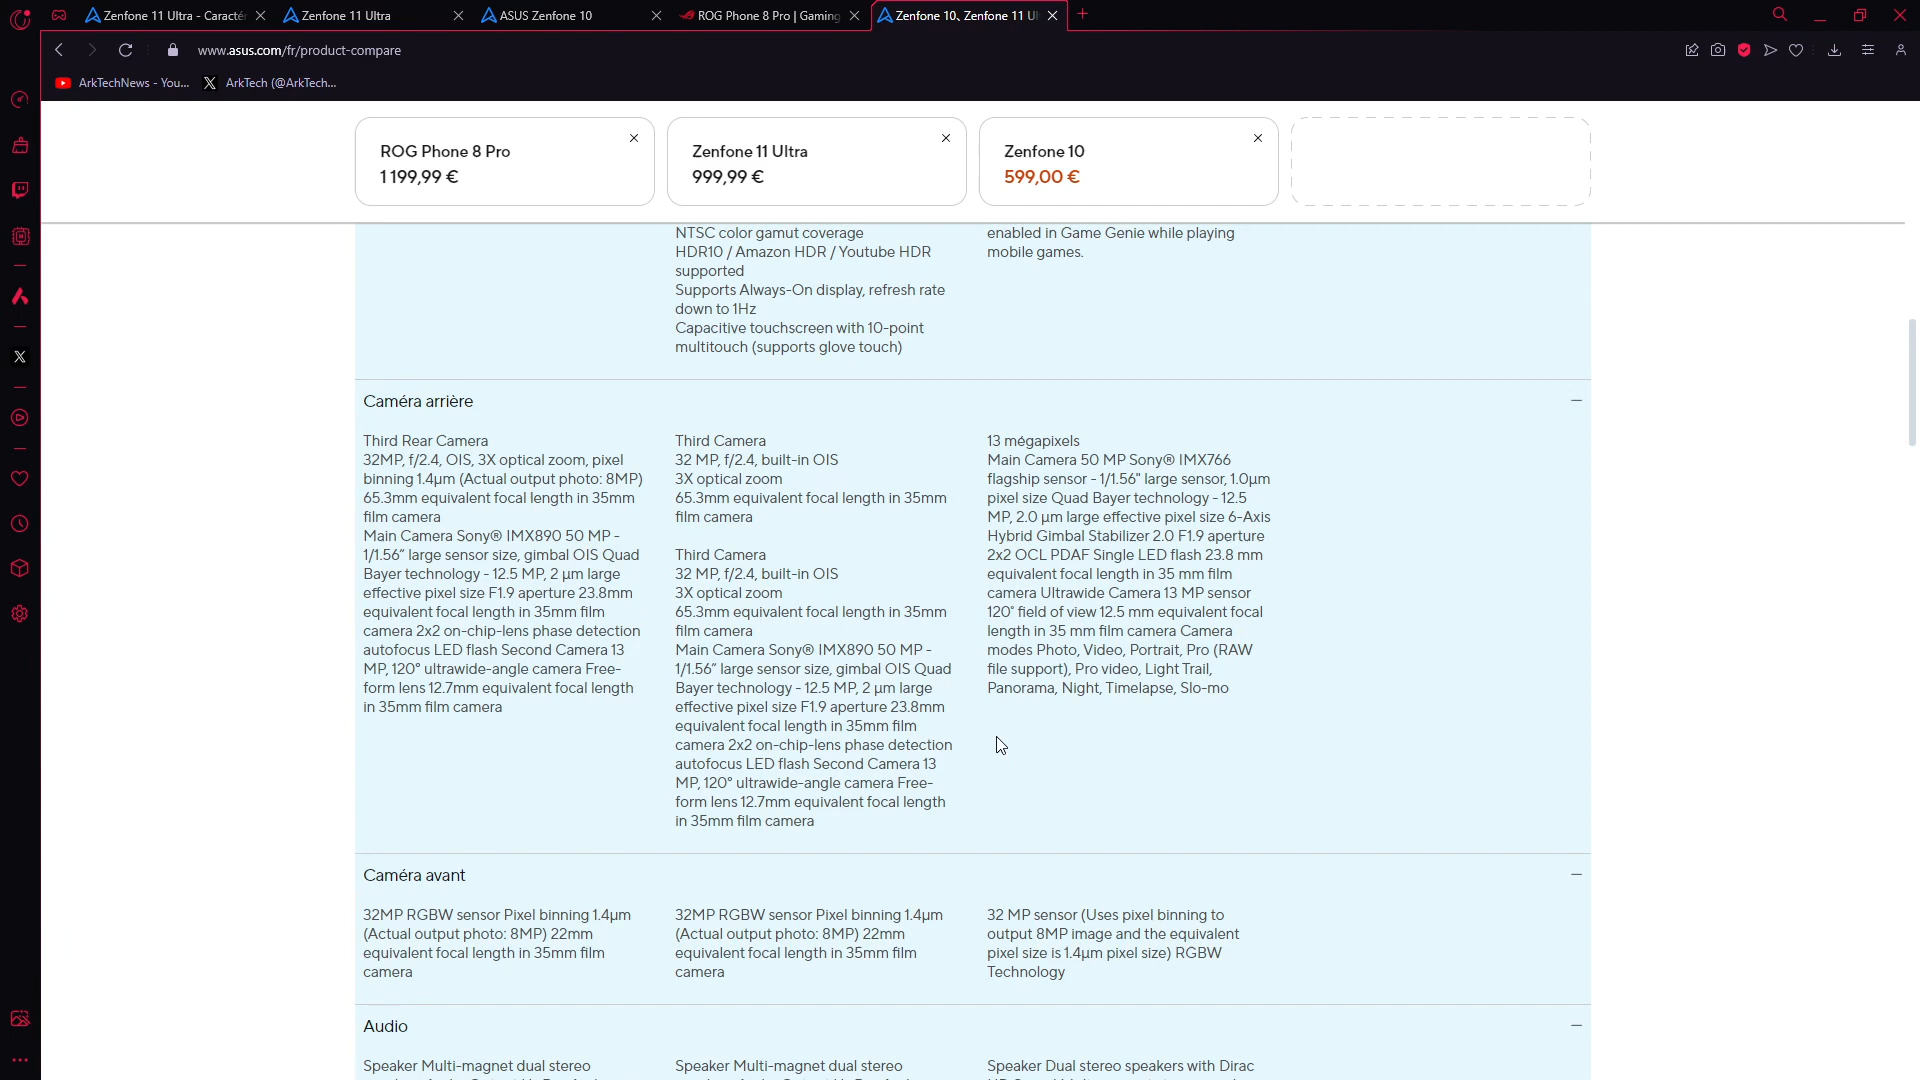 Zenfone 11 Ultra - Caracté
Zenfone 11 Ultra
ASUS Zenfone 10
ROG Phone 8 Pro | Gaming
Zenfone 10、Zenfone 11 Ul
www.asus.com/fr/product-compare
ArkTechNews - You...
ArkTech (@ArkTech...
ROG Phone 8 Pro
1 199,99 €
Zenfone 11 Ultra
999,99 €
Zenfone 10
599,00 €
NTSC color gamut coverage
HDR10 / Amazon HDR / Youtube HDR
supported
Supports Always-On display, refresh rate
down to 1Hz
Capacitive touchscreen with 10-point
multitouch (supports glove touch)
enabled in Game Genie while playing
mobile games.
Caméra arrière
Third Rear Camera
32MP, f/2.4, OIS, 3X optical zoom, pixel
binning 1.4μm (Actual output photo: 8MP)
65.3mm equivalent focal length in 35mm
film camera
Main Camera Sony® IMX890 50 MP -
1/1.56” large sensor size, gimbal OIS Quad
Bayer technology - 12.5 MP, 2 μm large
effective pixel size F1.9 aperture 23.8mm
equivalent focal length in 35mm film
camera 2x2 on-chip-lens phase detection
autofocus LED flash Second Camera 13
MP, 120° ultrawide-angle camera Free-
form lens 12.7mm equivalent focal length
in 35mm film camera
Third Camera
32 MP, f/2.4, built-in OIS
3X optical zoom
65.3mm equivalent focal length in 35mm
film camera
Third Camera
32 MP, f/2.4, built-in OIS
3X optical zoom
65.3mm equivalent focal length in 35mm
film camera
Main Camera Sony® IMX890 50 MP -
1/1.56” large sensor size, gimbal OIS Quad
Bayer technology - 12.5 MP, 2 μm large
effective pixel size F1.9 aperture 23.8mm
equivalent focal length in 35mm film
camera 2x2 on-chip-lens phase detection
autofocus LED flash Second Camera 13
MP, 120° ultrawide-angle camera Free-
form lens 12.7mm equivalent focal length
in 35mm film camera
13 mégapixels
Main Camera 50 MP Sony® IMX766
flagship sensor - 1/1.56" large sensor, 1.0μm
pixel size Quad Bayer technology - 12.5
MP, 2.0 μm large effective pixel size 6-Axis
Hybrid Gimbal Stabilizer 2.0 F1.9 aperture
2x2 OCL PDAF Single LED flash 23.8 mm
equivalent focal length in 35 mm film
camera Ultrawide Camera 13 MP sensor
120˚ field of view 12.5 mm equivalent focal
length in 35 mm film camera Camera
modes Photo, Video, Portrait, Pro (RAW
file support), Pro video, Light Trail,
Panorama, Night, Timelapse, Slo-mo
Caméra avant
32MP RGBW sensor Pixel binning 1.4μm
(Actual output photo: 8MP) 22mm
equivalent focal length in 35mm film
camera
32MP RGBW sensor Pixel binning 1.4μm
(Actual output photo: 8MP) 22mm
equivalent focal length in 35mm film
camera
32 MP sensor (Uses pixel binning to
output 8MP image and the equivalent
pixel size is 1.4μm pixel size) RGBW
Technology
Audio
Speaker Multi-magnet dual stereo
Speaker Multi-magnet dual stereo
Speaker Dual stereo speakers with Dirac